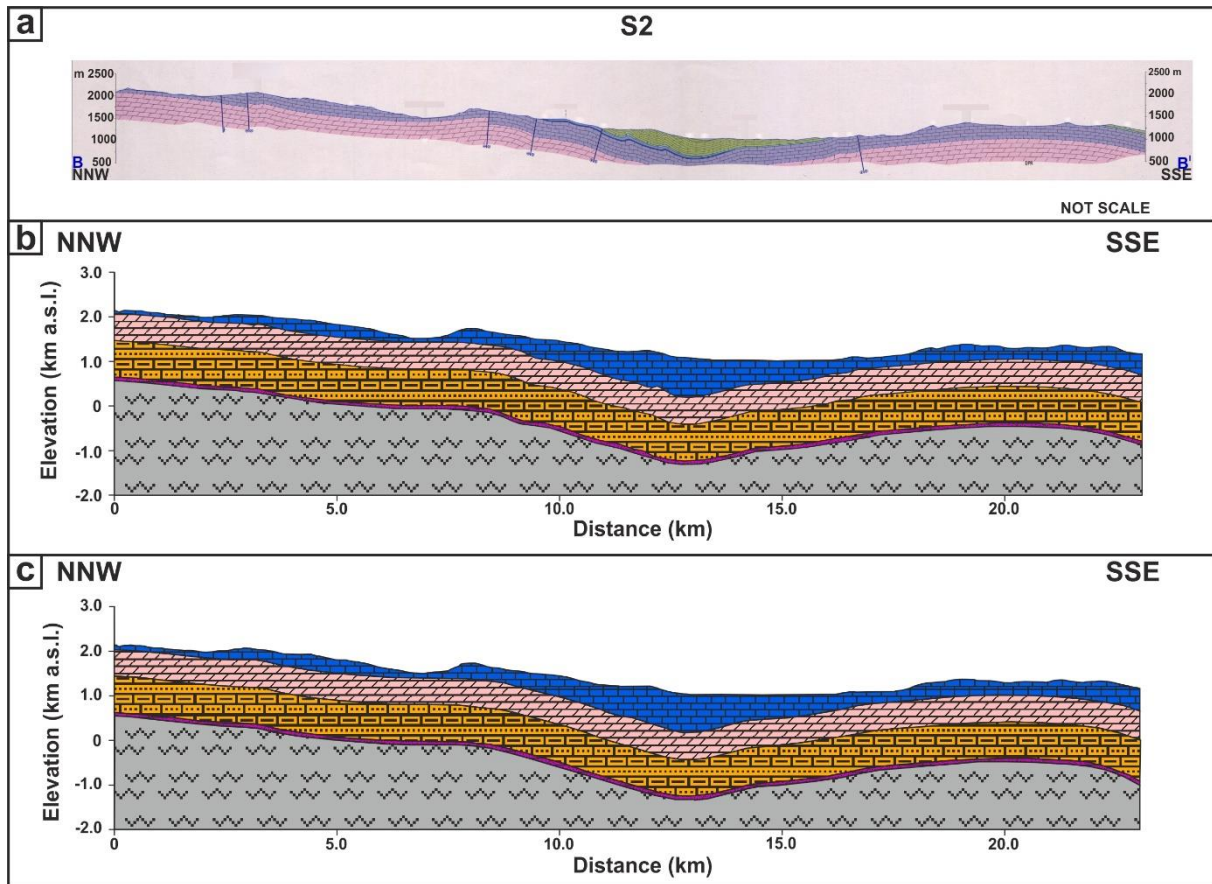 a
S2
m 2500
2000
1500
1000
500
B
NNW
2500 m
2000
1500
1000
500
B'
SSE
NOT SCALE
b
NNW
SSE
Elevation (km a.s.l.)
3.0
2.0
1.0
0
-1.0
-2.0
0
5.0
10.0
15.0
20.0
Distance (km)
c
NNW
SSE
Elevation (km a.s.l.)
3.0
2.0
1.0
0
-1.0
-2.0
0
5.0
10.0
15.0
20.0
Distance (km)